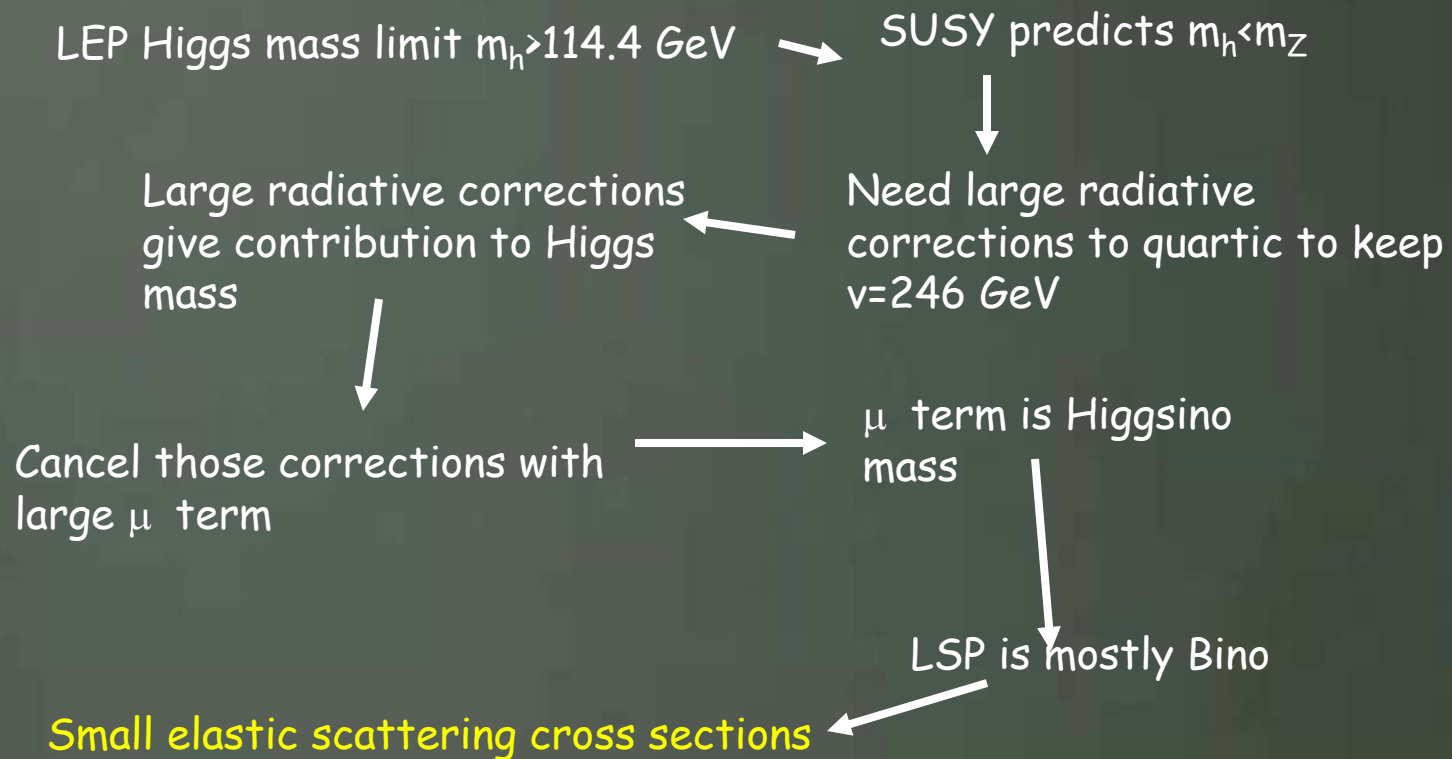 LEP Higgs mass limit mₕ>114.4 GeV
SUSY predicts mₕ<m_Z
Need large radiative
corrections to quartic to keep
v=246 GeV
Large radiative corrections
give contribution to Higgs
mass
Cancel those corrections with
large μ term
μ term is Higgsino
mass
LSP is mostly Bino
Small elastic scattering cross sections